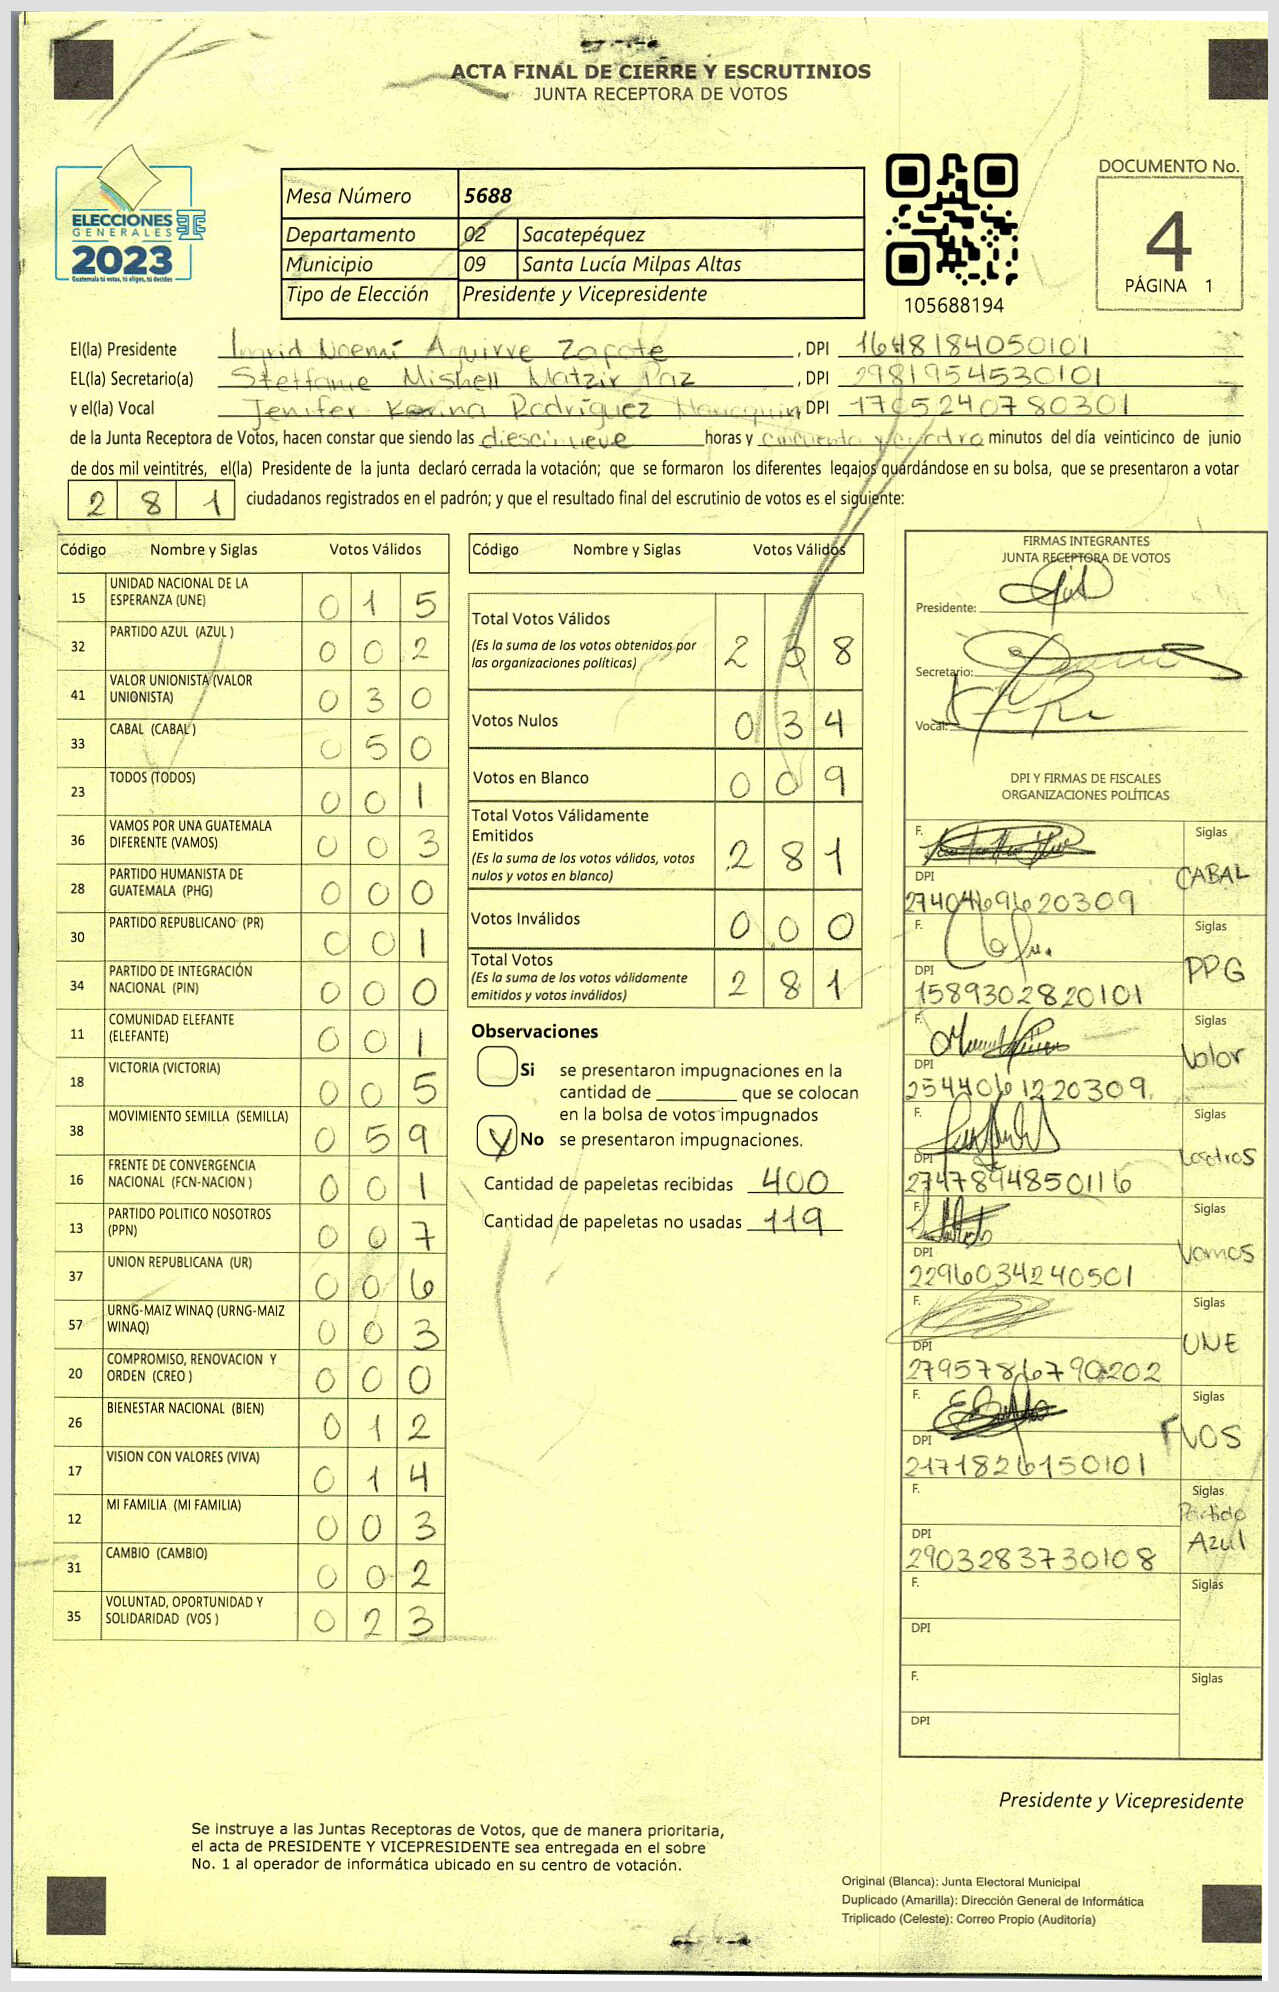 ACTA FINAL DE CIERRE Y ESCRUTINIOS
JUNTA RECEPTORA DE VOTOS
ELECCIONES
GENERALES
2023
Guatemala tú votas, tú eliges, tú decides
Mesa Número 5688
Departamento 02 Sacatepéquez
Municipio 09 Santa Lucía Milpas Altas
Tipo de Elección Presidente y Vicepresidente
105688194
DOCUMENTO No.
4
PÁGINA 1
El(la) Presidente Ingrid Noemí Aguirre Zapote, DPI 1648184050101
EL(la) Secretario(a) Steffanie Mishell Matzir Paz, DPI 2981954530101
y el(la) Vocal Jenifer Karina Rodríguez DPI 1705240780301
de la Junta Receptora de Votos, hacen constar que siendo las diescinueve horas y cincuenta y cuatro minutos del día veinticinco de junio
de dos mil veintitrés, el(la) Presidente de la junta declaró cerrada la votación; que se formaron los diferentes legajos guardándose en su bolsa, que se presentaron a votar
2 8 1 ciudadanos registrados en el padrón; y que el resultado final del escrutinio de votos es el siguiente:
Código Nombre y Siglas Votos Válidos
15 UNIDAD NACIONAL DE LA ESPERANZA (UNE) 0 1 5
32 PARTIDO AZUL (AZUL ) 0 0 2
41 VALOR UNIONISTA (VALOR UNIONISTA) 0 3 0
33 CABAL (CABAL ) 0 5 0
23 TODOS (TODOS) 0 0 1
36 VAMOS POR UNA GUATEMALA DIFERENTE (VAMOS) 0 0 3
28 PARTIDO HUMANISTA DE GUATEMALA (PHG) 0 0 0
30 PARTIDO REPUBLICANO (PR) 0 0 1
34 PARTIDO DE INTEGRACIÓN NACIONAL (PIN) 0 0 0
11 COMUNIDAD ELEFANTE (ELEFANTE) 0 0 1
18 VICTORIA (VICTORIA) 0 0 5
38 MOVIMIENTO SEMILLA (SEMILLA) 0 5 9
16 FRENTE DE CONVERGENCIA NACIONAL (FCN-NACION ) 0 0 1
13 PARTIDO POLITICO NOSOTROS (PPN) 0 0 7
37 UNION REPUBLICANA (UR) 0 0 6
57 URNG-MAIZ WINAQ (URNG-MAIZ WINAQ) 0 0 3
20 COMPROMISO, RENOVACION Y ORDEN (CREO ) 0 0 0
26 BIENESTAR NACIONAL (BIEN) 0 1 2
17 VISION CON VALORES (VIVA) 0 1 4
12 MI FAMILIA (MI FAMILIA) 0 0 3
31 CAMBIO (CAMBIO) 0 0 2
35 VOLUNTAD, OPORTUNIDAD Y SOLIDARIDAD (VOS ) 0 2 3
Código Nombre y Siglas Votos Válidos
Total Votos Válidos 2 3 8
(Es la suma de los votos obtenidos por
las organizaciones políticas)
Votos Nulos 0 3 4
Votos en Blanco 0 0 9
Total Votos Válidamente
Emitidos 2 8 1
(Es la suma de los votos válidos, votos
nulos y votos en blanco)
Votos Inválidos 0 0 0
Total Votos 2 8 1
(Es la suma de los votos válidamente
emitidos y votos inválidos)
Observaciones
Si se presentaron impugnaciones en la
cantidad de ________ que se colocan
en la bolsa de votos impugnados
No se presentaron impugnaciones.
Cantidad de papeletas recibidas 400
Cantidad de papeletas no usadas 119
FIRMAS INTEGRANTES
JUNTA RECEPTORA DE VOTOS
Presidente:
Secretario:
Vocal:
DPI Y FIRMAS DE FISCALES
ORGANIZACIONES POLÍTICAS
F. Siglas
CABAL
DPI
2740469620309
F. Siglas
PPG
DPI
1589302820101
F. Siglas
Valor
DPI
2544061220309
F. Siglas
DPI
2747894850116
F. Siglas
Vamos
DPI
2296034240501
F. Siglas
UNE
DPI
2795786790202
F. Siglas
VOS
DPI
2171826150101
F. Siglas
Partido
Azul
DPI
2903283730108
F. Siglas
DPI
F. Siglas
DPI
Presidente y Vicepresidente
Se instruye a las Juntas Receptoras de Votos, que de manera prioritaria,
el acta de PRESIDENTE Y VICEPRESIDENTE sea entregada en el sobre
No. 1 al operador de informática ubicado en su centro de votación.
Original (Blanca): Junta Electoral Municipal
Duplicado (Amarilla): Dirección General de Informática
Triplicado (Celeste): Correo Propio (Auditoría)